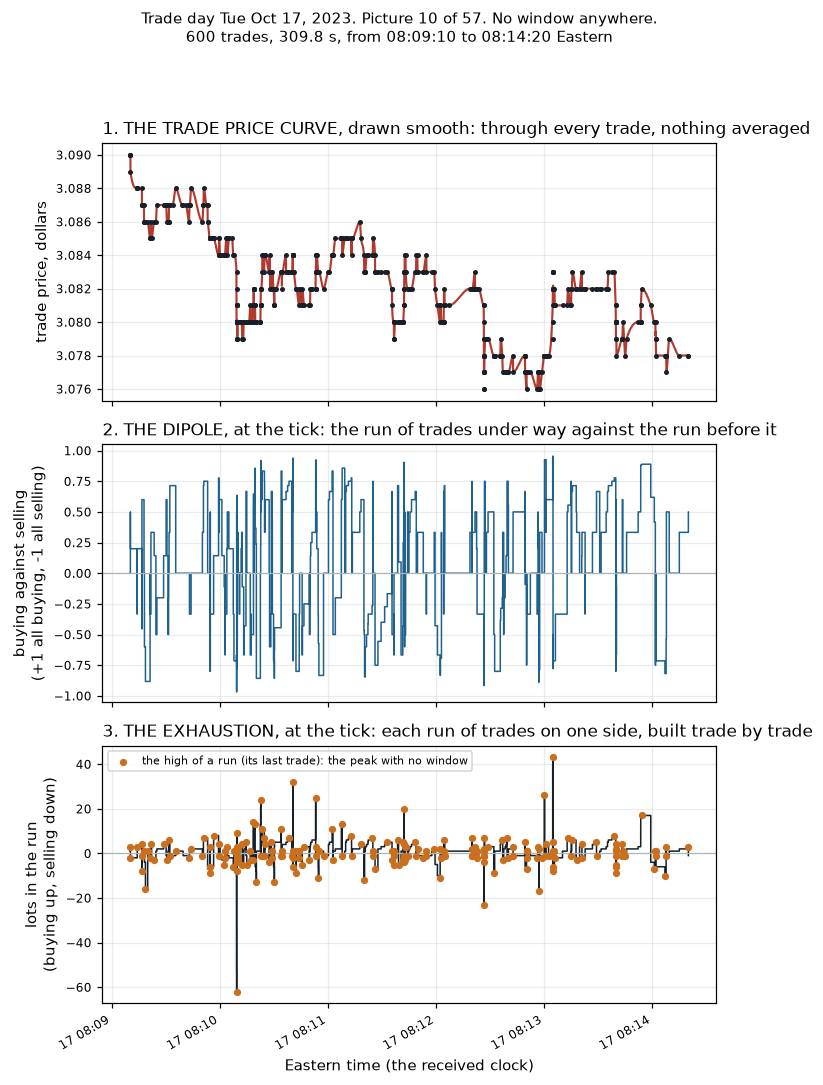 Trade day Tue Oct 17, 2023. Picture 10 of 57. No window anywhere.
600 trades, 309.8 s, from 08:09:10 to 08:14:20 Eastern
1. THE TRADE PRICE CURVE, drawn smooth: through every trade, nothing averaged
trade price, dollars
3.090
3.088
3.086
3.084
3.082
3.080
3.078
3.076
2. THE DIPOLE, at the tick: the run of trades under way against the run before it
buying against selling
(+1 all buying, -1 all selling)
1.00
0.75
0.50
0.25
0.00
−0.25
−0.50
−0.75
−1.00
3. THE EXHAUSTION, at the tick: each run of trades on one side, built trade by trade
the high of a run (its last trade): the peak with no window
lots in the run
(buying up, selling down)
40
20
0
−20
−40
−60
17 08:09
17 08:10
17 08:11
17 08:12
17 08:13
17 08:14
Eastern time (the received clock)